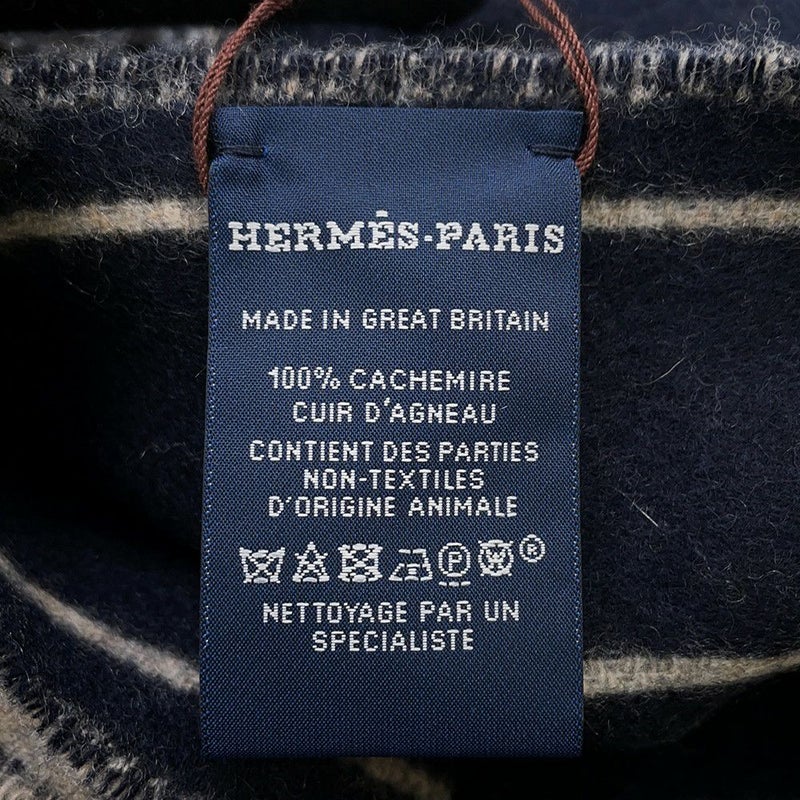 HERMÈS-PARIS
MADE IN GREAT BRITAIN
100% CACHEMIRE
CUIR D'AGNEAU
CONTIENT DES PARTIES
NON-TEXTILES
D'ORIGINE ANIMALE
P W ®
NETTOYAGE PAR UN
SPECIALISTE